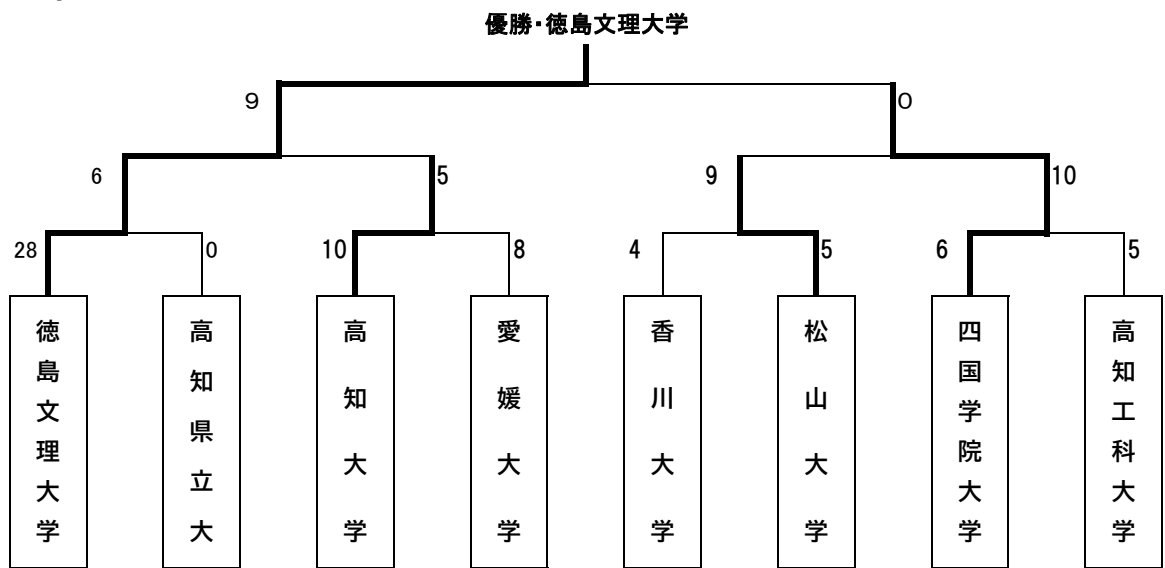 優勝・徳島文理大学
9 0
6 5 9 10
28 0 10 8 4 5 6 5
徳島文理大学
高知県立大
高知大学
愛媛大学
香川大学
松山大学
四国学院大学
高知工科大学